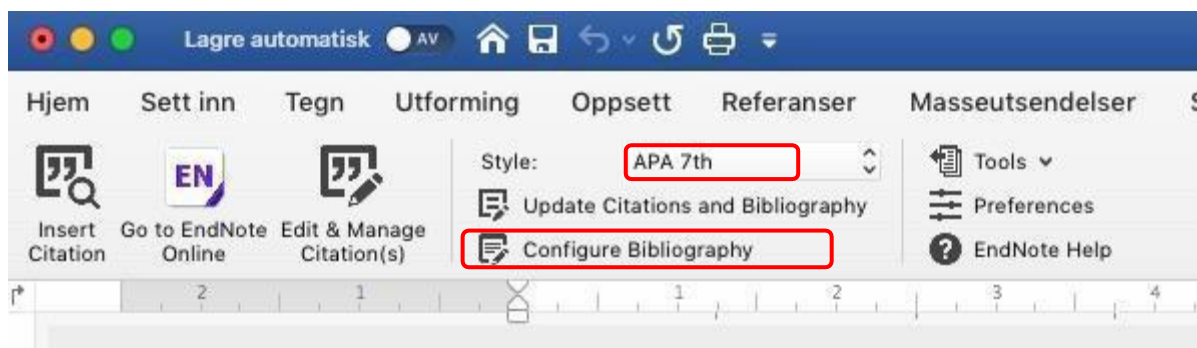 Lagre automatisk AV
Hjem Sett inn Tegn Utforming Oppsett Referanser Masseutsendelser S
EN
Style: APA 7th
Tools
Update Citations and Bibliography
Preferences
Insert Citation
Go to EndNote Online
Edit & Manage Citation(s)
Configure Bibliography
EndNote Help
2 1 1 2 3 4